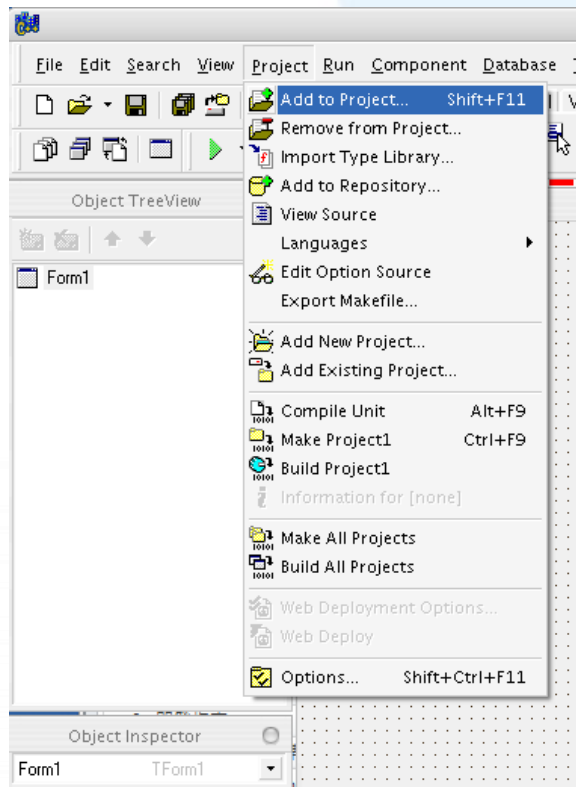 File Edit Search View Project Run Component Database
Add to Project... Shift+F11
Remove from Project...
Import Type Library...
Add to Repository...
View Source
Languages
Edit Option Source
Export Makefile...
Add New Project...
Add Existing Project...
Compile Unit Alt+F9
Make Project1 Ctrl+F9
Build Project1
Information for [none]
Make All Projects
Build All Projects
Web Deployment Options...
Web Deploy
Options... Shift+Ctrl+F11
Object TreeView
Form1
Object Inspector
Form1 TForm1